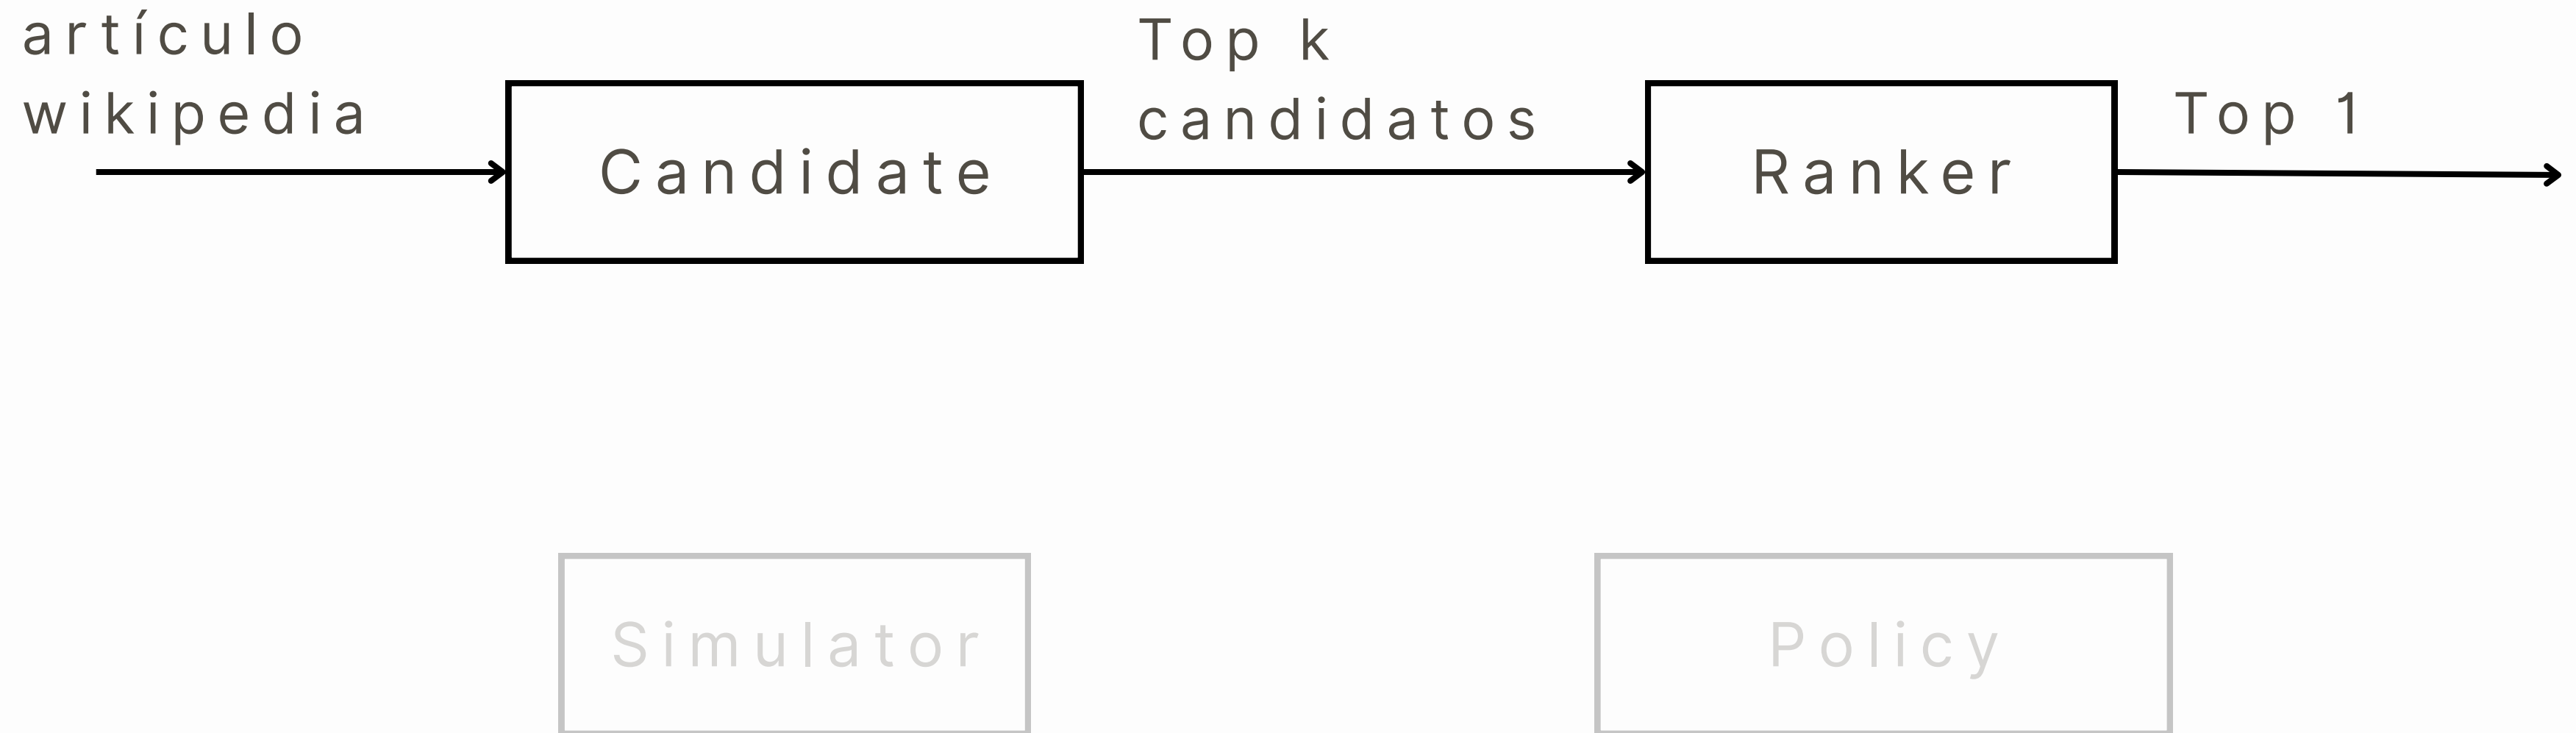 artículo
wikipedia
Top k
candidatos
Top 1
Candidate
Ranker
Simulator
Policy